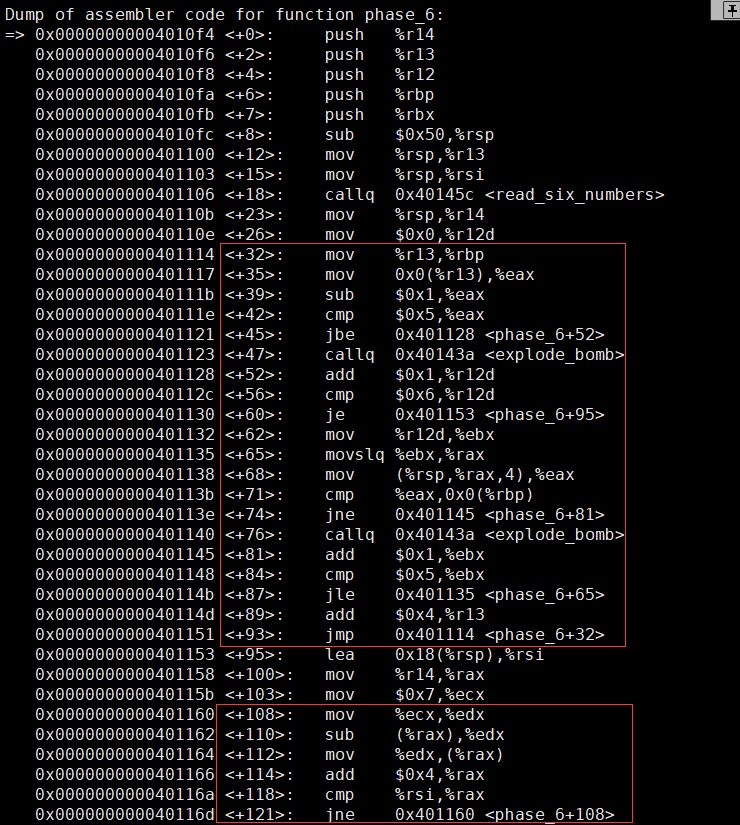 Dump of assembler code for function phase_6:
=> 0x00000000004010f4 <+0>: push %r14
0x00000000004010f6 <+2>: push %r13
0x00000000004010f8 <+4>: push %r12
0x00000000004010fa <+6>: push %rbp
0x00000000004010fb <+7>: push %rbx
0x00000000004010fc <+8>: sub $0x50,%rsp
0x0000000000401100 <+12>: mov %rsp,%r13
0x0000000000401103 <+15>: mov %rsp,%rsi
0x0000000000401106 <+18>: callq 0x40145c <read_six_numbers>
0x000000000040110b <+23>: mov %rsp,%r14
0x000000000040110e <+26>: mov $0x0,%r12d
0x0000000000401114 <+32>: mov %r13,%rbp
0x0000000000401117 <+35>: mov 0x0(%r13),%eax
0x000000000040111b <+39>: sub $0x1,%eax
0x000000000040111e <+42>: cmp $0x5,%eax
0x0000000000401121 <+45>: jbe 0x401128 <phase_6+52>
0x0000000000401123 <+47>: callq 0x40143a <explode_bomb>
0x0000000000401128 <+52>: add $0x1,%r12d
0x000000000040112c <+56>: cmp $0x6,%r12d
0x0000000000401130 <+60>: je 0x401153 <phase_6+95>
0x0000000000401132 <+62>: mov %r12d,%ebx
0x0000000000401135 <+65>: movslq %ebx,%rax
0x0000000000401138 <+68>: mov (%rsp,%rax,4),%eax
0x000000000040113b <+71>: cmp %eax,0x0(%rbp)
0x000000000040113e <+74>: jne 0x401145 <phase_6+81>
0x0000000000401140 <+76>: callq 0x40143a <explode_bomb>
0x0000000000401145 <+81>: add $0x1,%ebx
0x0000000000401148 <+84>: cmp $0x5,%ebx
0x000000000040114b <+87>: jle 0x401135 <phase_6+65>
0x000000000040114d <+89>: add $0x4,%r13
0x0000000000401151 <+93>: jmp 0x401114 <phase_6+32>
0x0000000000401153 <+95>: lea 0x18(%rsp),%rsi
0x0000000000401158 <+100>: mov %r14,%rax
0x000000000040115b <+103>: mov $0x7,%ecx
0x0000000000401160 <+108>: mov %ecx,%edx
0x0000000000401162 <+110>: sub (%rax),%edx
0x0000000000401164 <+112>: mov %edx,(%rax)
0x0000000000401166 <+114>: add $0x4,%rax
0x000000000040116a <+118>: cmp %rsi,%rax
0x000000000040116d <+121>: jne 0x401160 <phase_6+108>